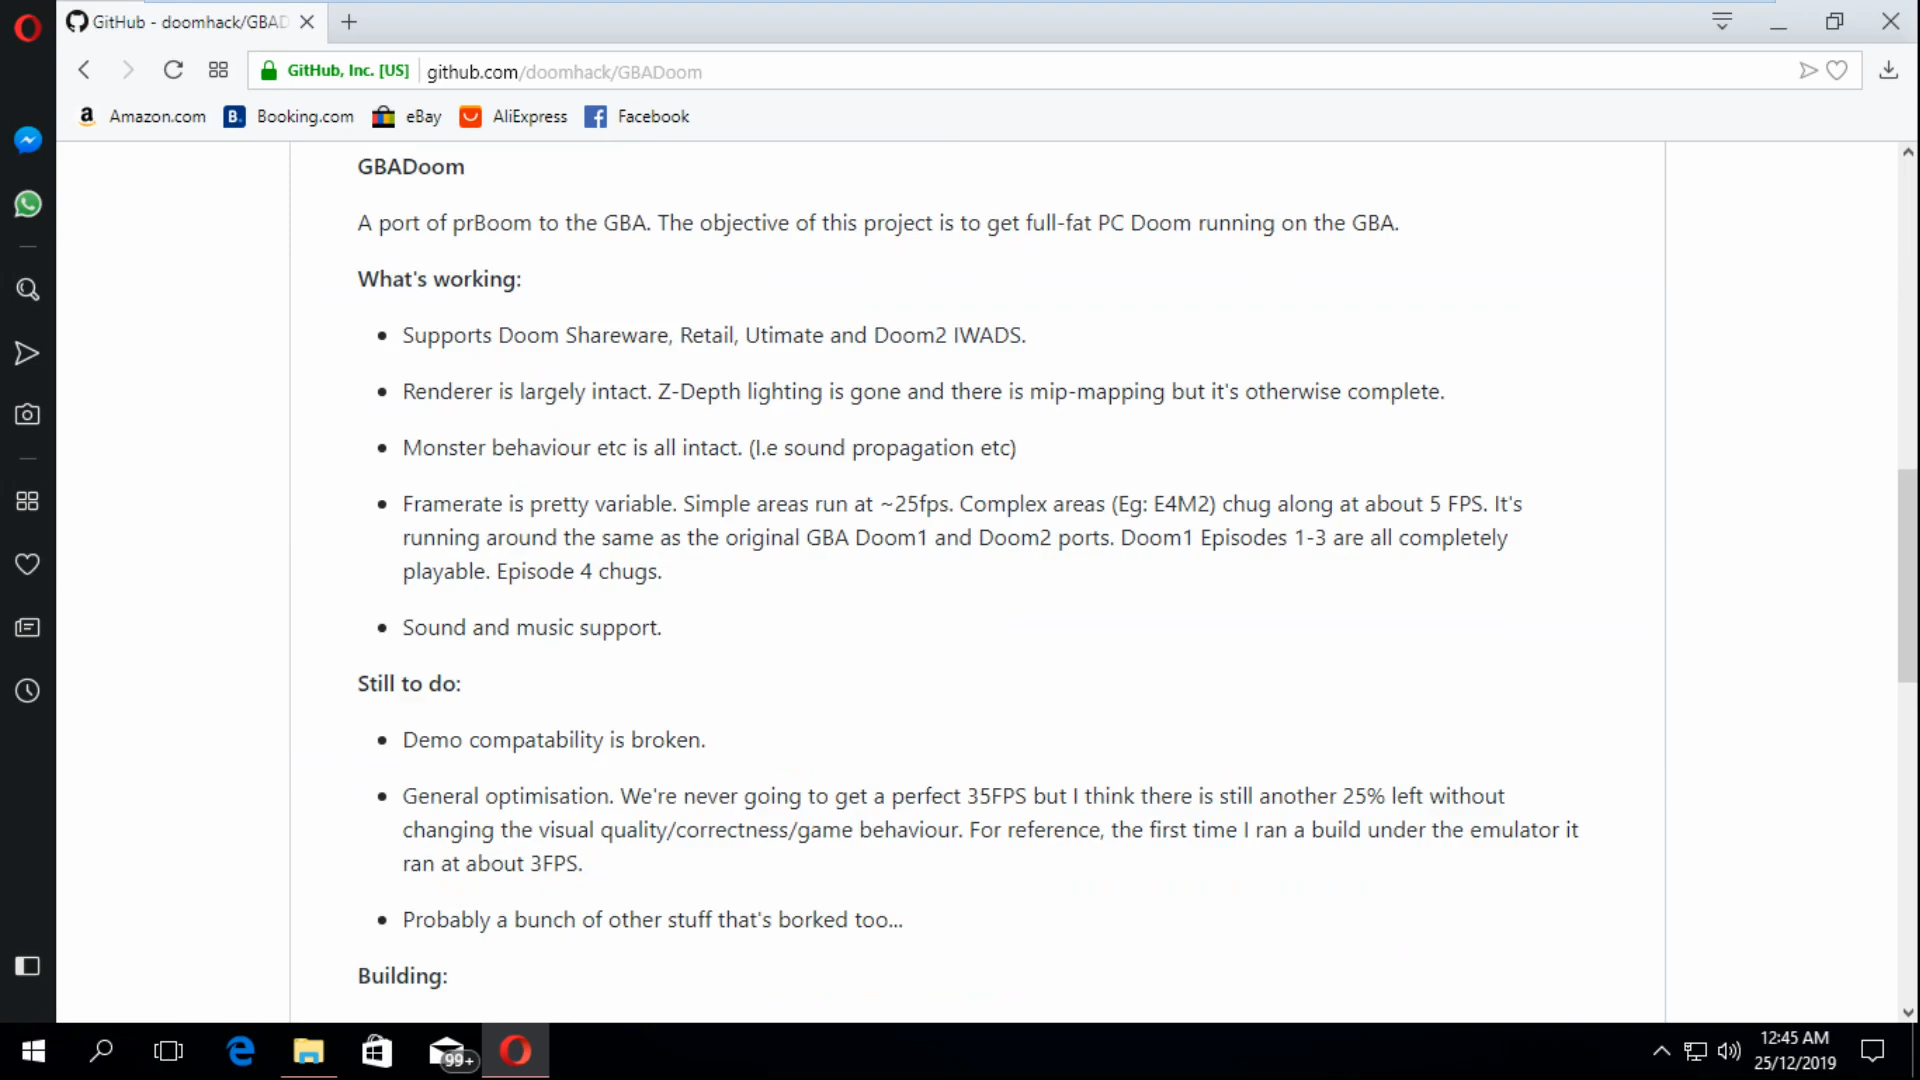 GitHub - doomhack/GBAD
GitHub, Inc. [US] github.com/doomhack/GBADoom
a Amazon.com B. Booking.com eBay AliExpress Facebook
GBADoom
A port of prBoom to the GBA. The objective of this project is to get full-fat PC Doom running on the GBA.
What's working:
• Supports Doom Shareware, Retail, Utimate and Doom2 IWADS.
• Renderer is largely intact. Z-Depth lighting is gone and there is mip-mapping but it's otherwise complete.
• Monster behaviour etc is all intact. (I.e sound propagation etc)
• Framerate is pretty variable. Simple areas run at ~25fps. Complex areas (Eg: E4M2) chug along at about 5 FPS. It's
running around the same as the original GBA Doom1 and Doom2 ports. Doom1 Episodes 1-3 are all completely
playable. Episode 4 chugs.
• Sound and music support.
Still to do:
• Demo compatability is broken.
• General optimisation. We're never going to get a perfect 35FPS but I think there is still another 25% left without
changing the visual quality/correctness/game behaviour. For reference, the first time I ran a build under the emulator it
ran at about 3FPS.
• Probably a bunch of other stuff that's borked too...
Building:
99+
12:45 AM
25/12/2019